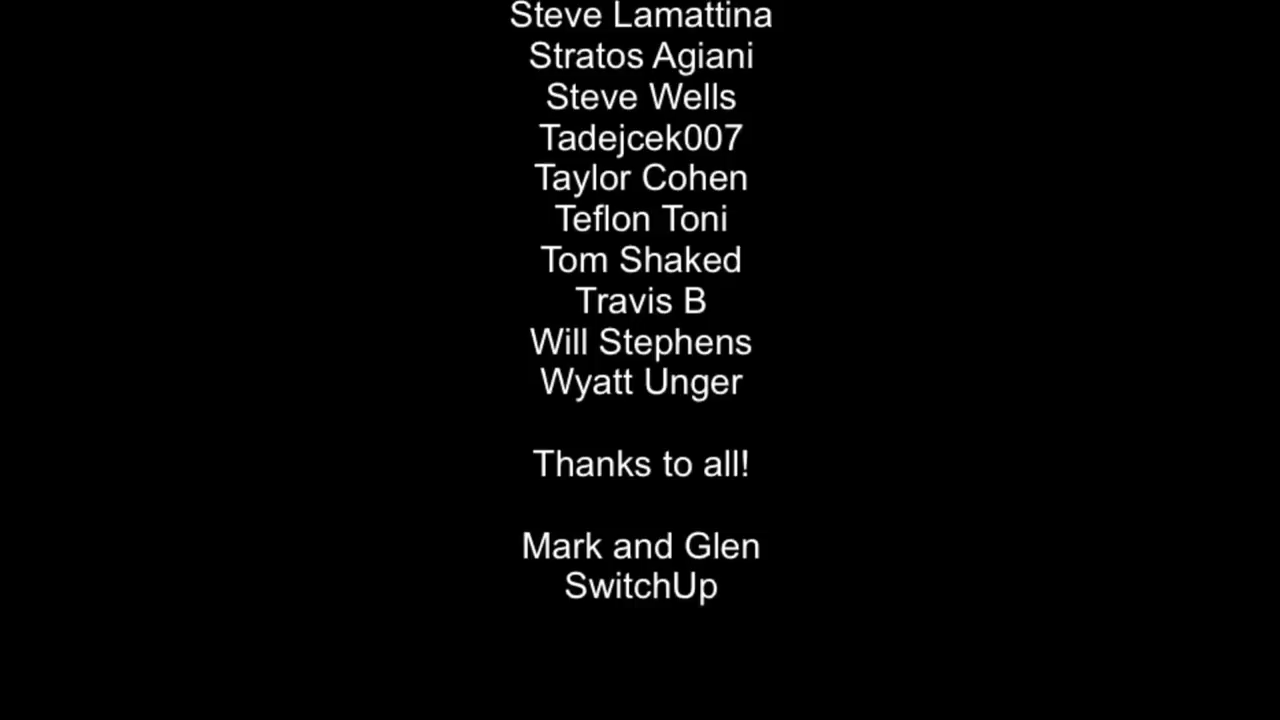 Steve Lamattina
Stratos Agiani
Steve Wells
Tadejcek007
Taylor Cohen
Teflon Toni
Tom Shaked
Travis B
Will Stephens
Wyatt Unger
Thanks to all!
Mark and Glen
SwitchUp